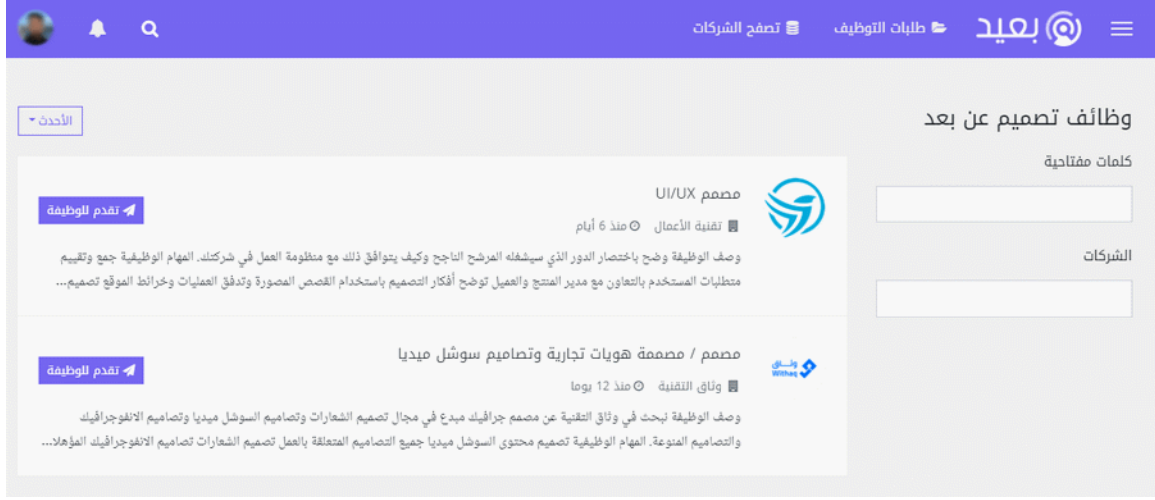 بعيد
طلبات التوظيف
تصفح الشركات
وظائف تصميم عن بعد
الأحدث
كلمات مفتاحية
الشركات
مصمم UI/UX
تقنية الأعمال منذ 6 أيام
تقدم للوظيفة
وصف الوظيفة وضح باختصار الدور الذي سيشغله المرشح الناجح وكيف يتوافق ذلك مع منظومة العمل في شركتك. المهام الوظيفية جمع وتقييم
متطلبات المستخدم بالتعاون مع مدير المنتج والعميل توضح أفكار التصميم باستخدام القصص المصورة وتدفق العمليات وخرائط الموقع تصميم...
وثــاق
Withaq
مصمم / مصممة هويات تجارية وتصاميم سوشل ميديا
وثاق التقنية منذ 12 يوما
تقدم للوظيفة
وصف الوظيفة نبحث في وثاق التقنية عن مصمم جرافيك مبدع في مجال تصميم الشعارات وتصاميم السوشل ميديا وتصاميم الانفوجرافيك
والتصاميم المنوعة. المهام الوظيفية تصميم محتوى السوشل ميديا جميع التصاميم المتعلقة بالعمل تصميم الشعارات تصاميم الانفوجرافيك المؤهلا...